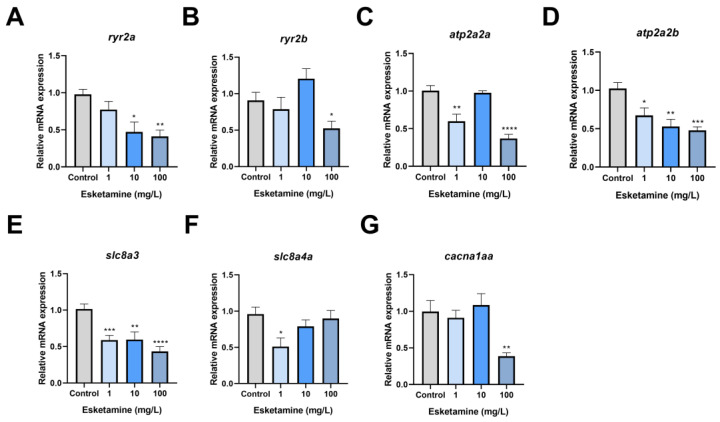 A
ryr2a
Relative mRNA expression
1.5
1.0
0.5
0.0
*
**
Control 1 10 100
Esketamine (mg/L)
B
ryr2b
Relative mRNA expression
1.5
1.0
0.5
0.0
*
Control 1 10 100
Esketamine (mg/L)
C
atp2a2a
Relative mRNA expression
1.5
1.0
0.5
0.0
**
****
Control 1 10 100
Esketamine (mg/L)
D
atp2a2b
Relative mRNA expression
1.5
1.0
0.5
0.0
*
**
***
Control 1 10 100
Esketamine (mg/L)
E
slc8a3
Relative mRNA expression
1.5
1.0
0.5
0.0
***
**
****
Control 1 10 100
Esketamine (mg/L)
F
slc8a4a
Relative mRNA expression
1.5
1.0
0.5
0.0
*
Control 1 10 100
Esketamine (mg/L)
G
cacna1aa
Relative mRNA expression
1.5
1.0
0.5
0.0
**
Control 1 10 100
Esketamine (mg/L)